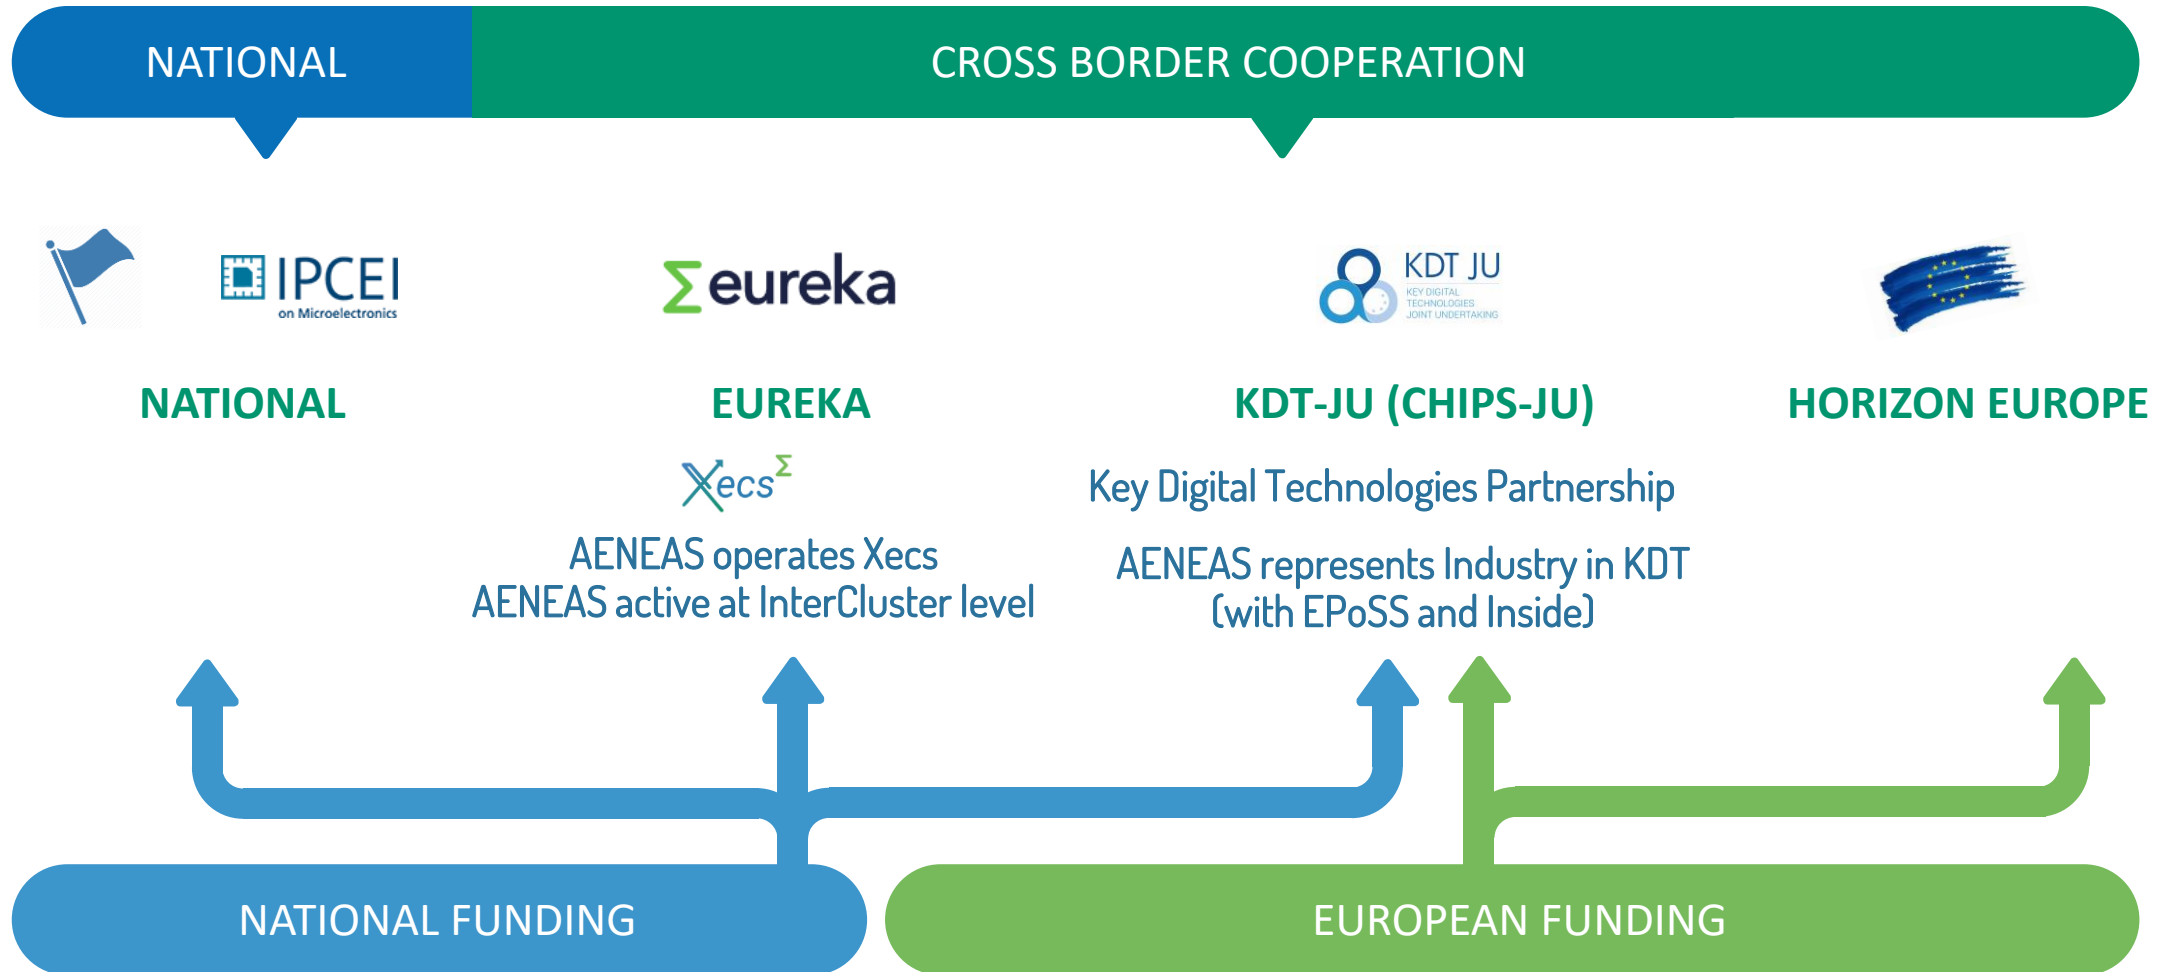 NATIONAL
CROSS BORDER COOPERATION
IPCEI
on Microelectronics
eureka
KDT JU
KEY DIGITAL
TECHNOLOGIES
JOINT UNDERTAKING
NATIONAL
EUREKA
KDT-JU (CHIPS-JU)
HORIZON EUROPE
Xecs Σ
Key Digital Technologies Partnership
AENEAS operates Xecs
AENEAS active at InterCluster level
AENEAS represents Industry in KDT
(with EPoSS and Inside)
NATIONAL FUNDING
EUROPEAN FUNDING